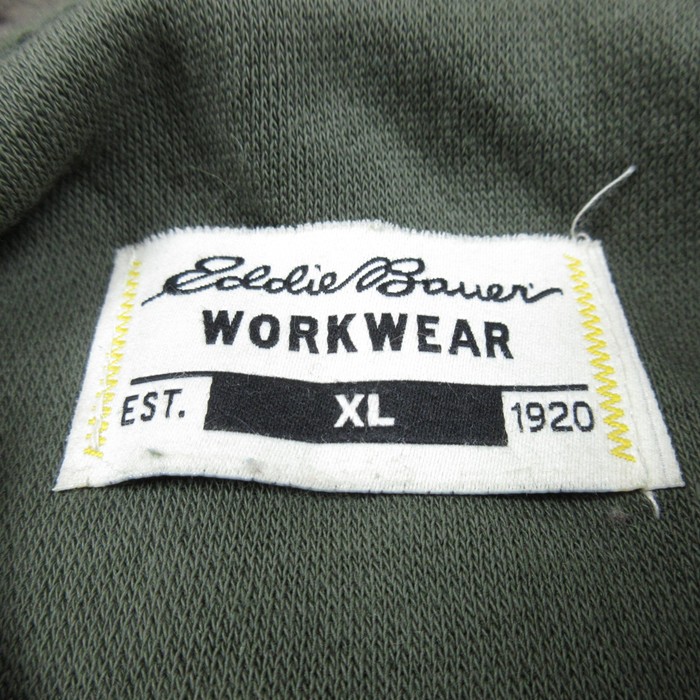 Eddie Bauer
WORKWEAR
EST. XL 1920